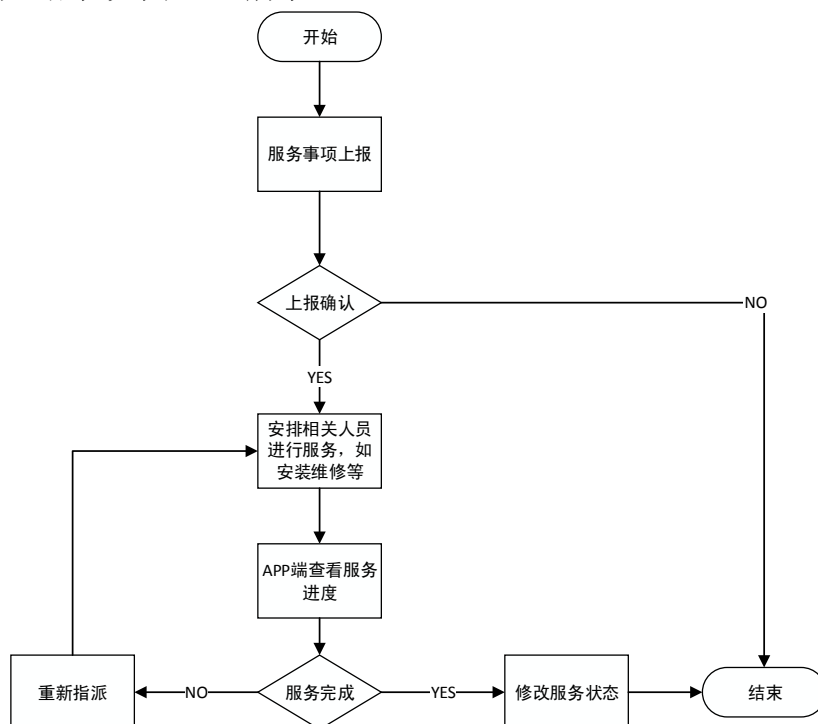 开始
服务事项上报
上报确认
NO
YES
安排相关人员
进行服务，如
安装维修等
APP端查看服务
进度
重新指派
NO
服务完成
YES
修改服务状态
结束